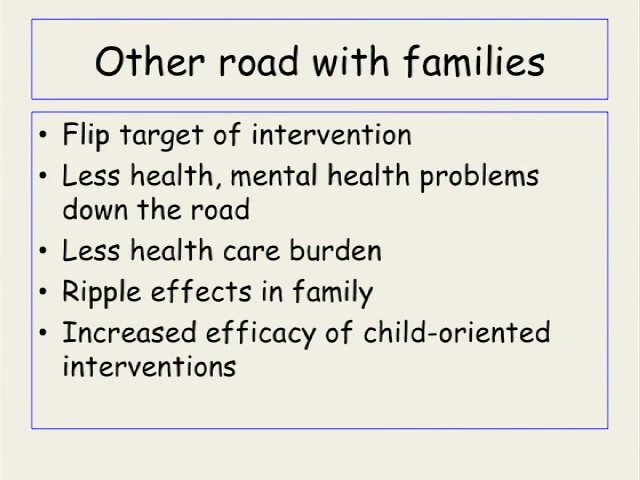 Other road with families
• Flip target of intervention
• Less health, mental health problems
down the road
• Less health care burden
• Ripple effects in family
• Increased efficacy of child-oriented
interventions